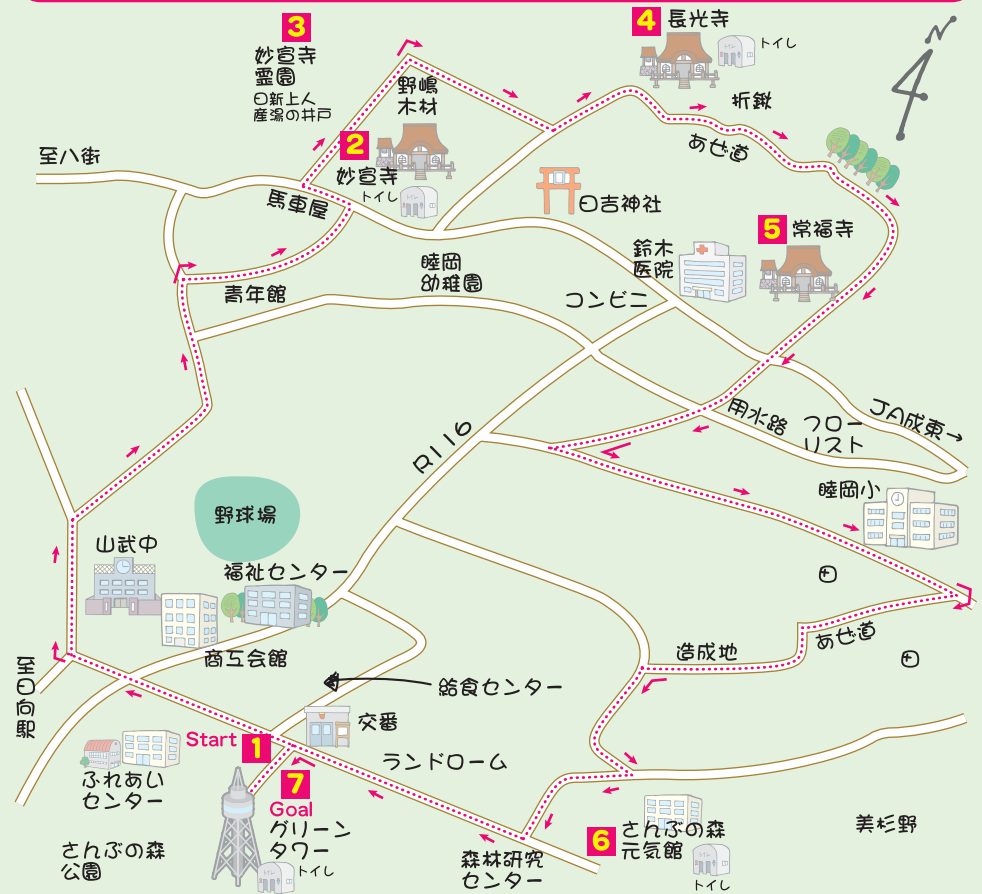 3
妙宣寺
霊園
日新上人
産湯の井戸
4
長光寺
トイレ
N
野嶋
木材
折鍬
あぜ道
2
妙宣寺
トイレ
至八街
馬車屋
日吉神社
5
常福寺
鈴木
医院
睦岡
幼稚園
青年館
コンビニ
用水路
フロー
リスト
JA成東→
R116
睦岡小
野球場
山武中
福祉センター
商工会館
至日向駅
造成地
あぜ道
給食センター
交番
Start
1
ランドローム
ふれあい
センター
7
Goal
グリーン
タワー
トイレ
さんぶの森
公園
森林研究
センター
6
さんぶの森
元気館
トイレ
美杉野